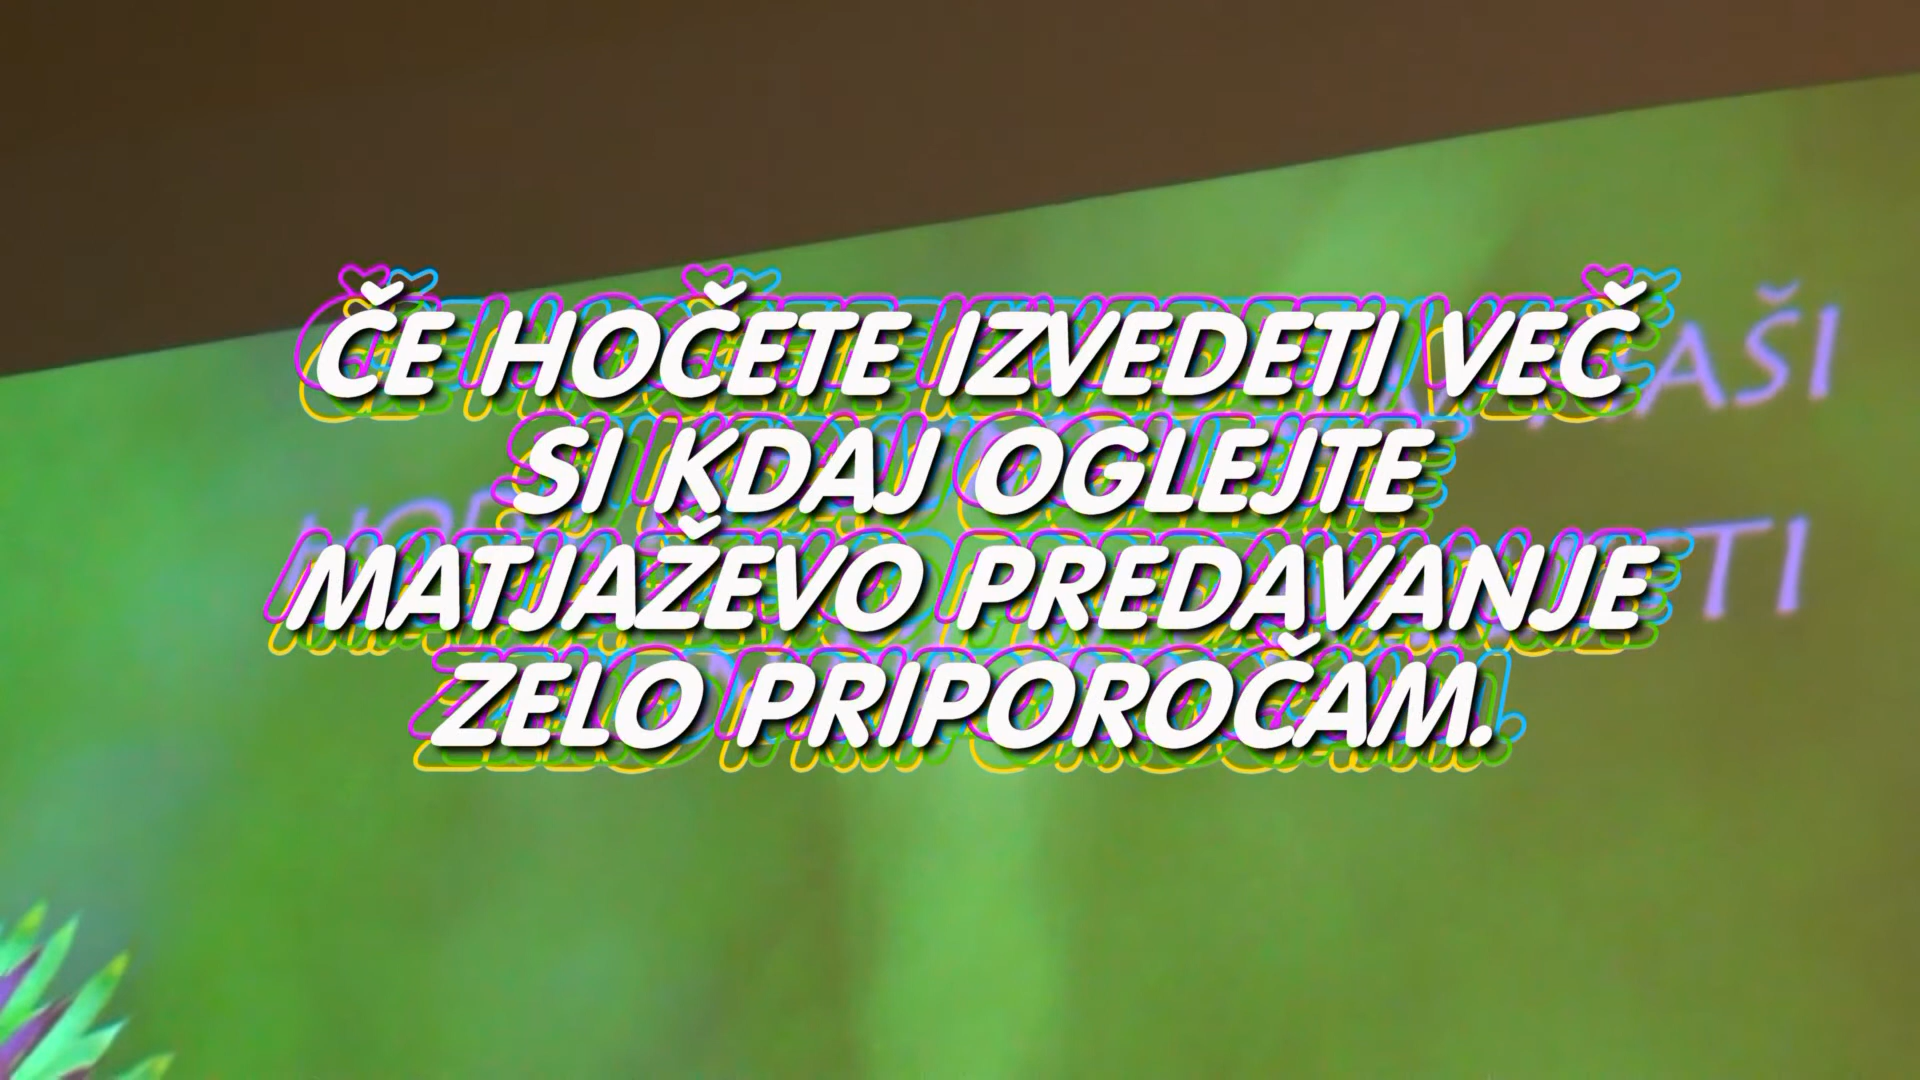 ČE HOČETE IZVEDETI VEČ
SI KDAJ OGLEJTE
MATJAŽEVO PREDAVANJE
ZELO PRIPOROČAM.